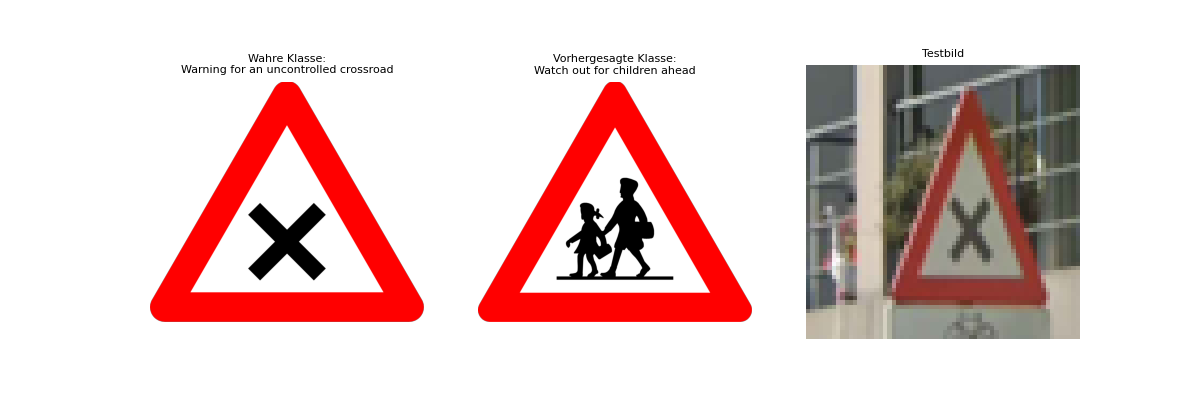 Wahre Klasse:
Warning for an uncontrolled crossroad
Vorhergesagte Klasse:
Watch out for children ahead
Testbild